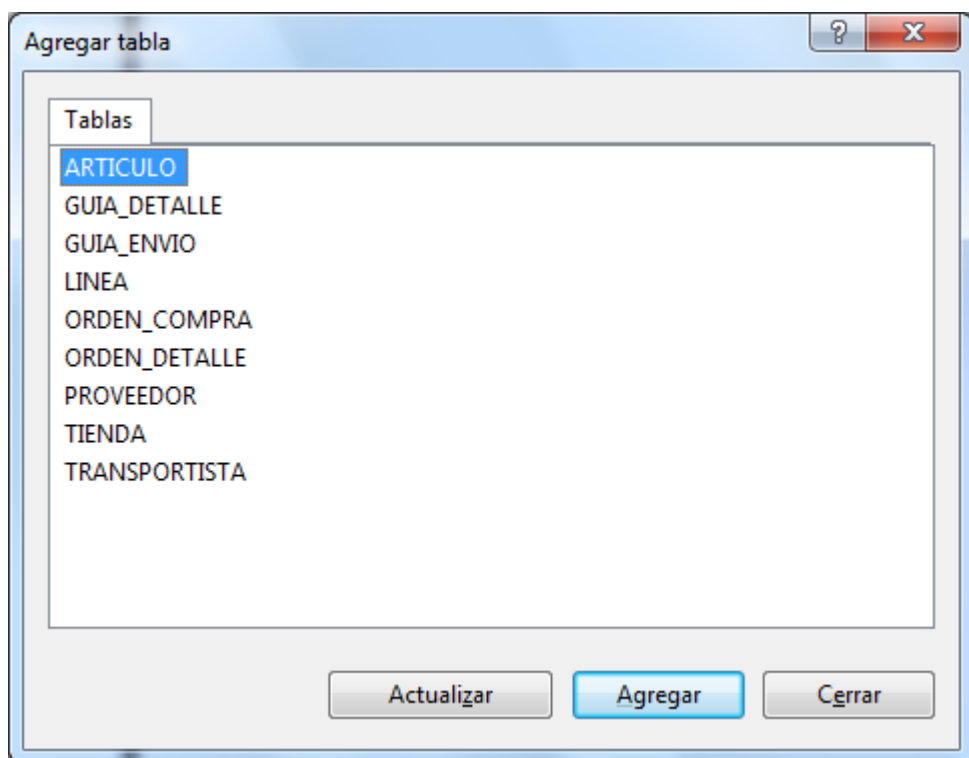 Agregar tabla
Tablas
ARTICULO
GUIA_DETALLE
GUIA_ENVIO
LINEA
ORDEN_COMPRA
ORDEN_DETALLE
PROVEEDOR
TIENDA
TRANSPORTISTA
Actualizar Agregar Cerrar